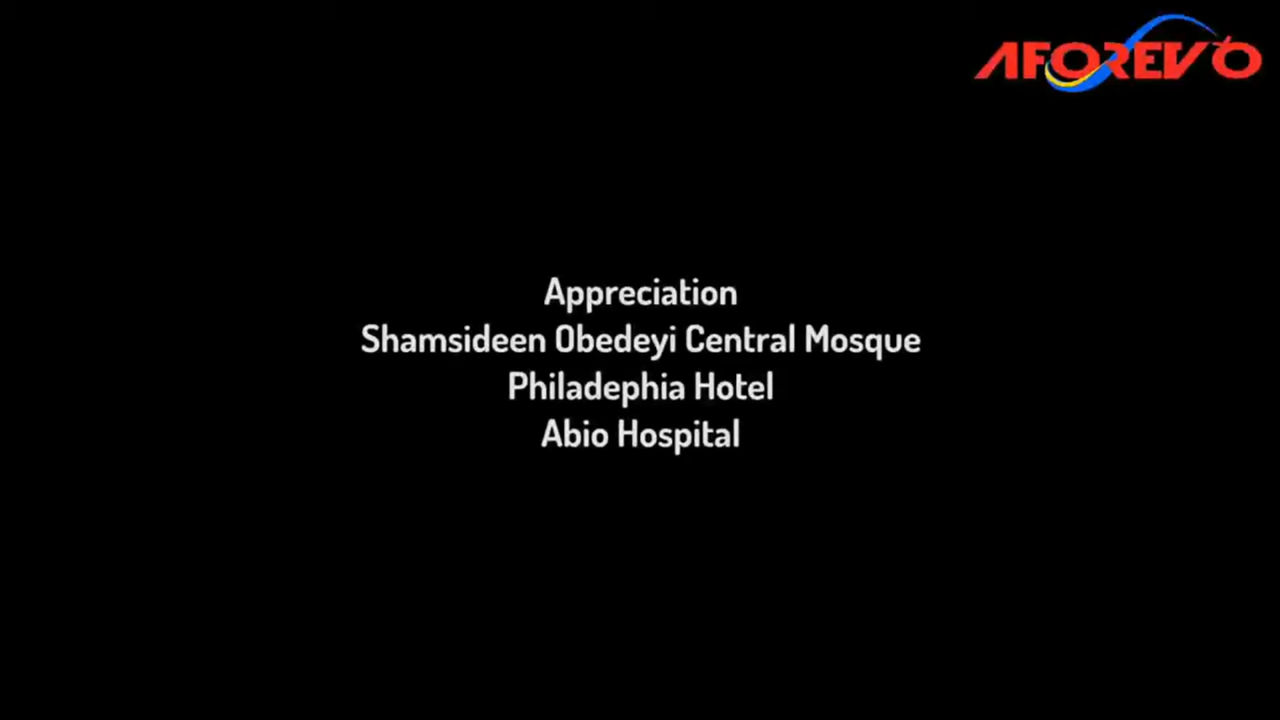 AFOREVO
Appreciation
Shamsideen Obedeyi Central Mosque
Philadephia Hotel
Abio Hospital